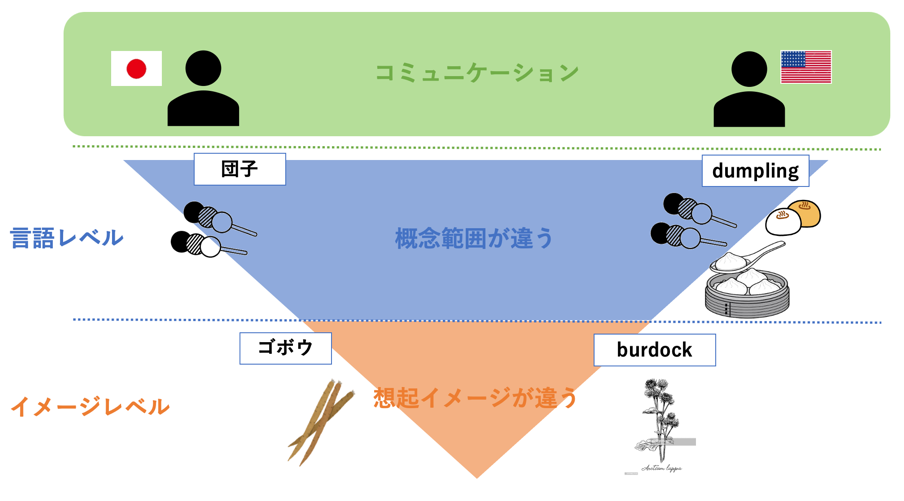 コミュニケーション
団子
dumpling
言語レベル
概念範囲が違う
ゴボウ
burdock
イメージレベル
想起イメージが違う
Arctium lappa